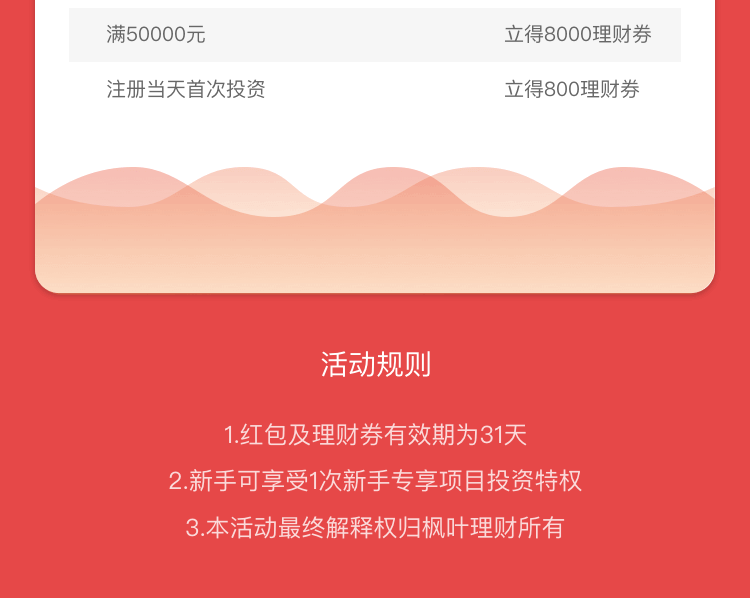 满50000元 立得8000理财券
注册当天首次投资 立得800理财券
活动规则
1.红包及理财券有效期为31天
2.新手可享受1次新手专享项目投资特权
3.本活动最终解释权归枫叶理财所有